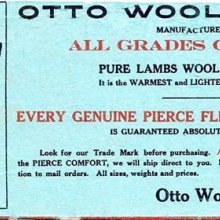 OTTO WOOL
MANUFACTURE
ALL GRADES O
PURE LAMBS WOOL
It is the WARMEST and LIGHTE
EVERY GENUINE PIERCE FL
IS GUARANTEED ABSOLUT
Look for our Trade Mark before purchasing. A
the PIERCE COMFORT, we will ship direct to you. I
tion to mail orders. All sizes, weights and prices.
Otto Wo